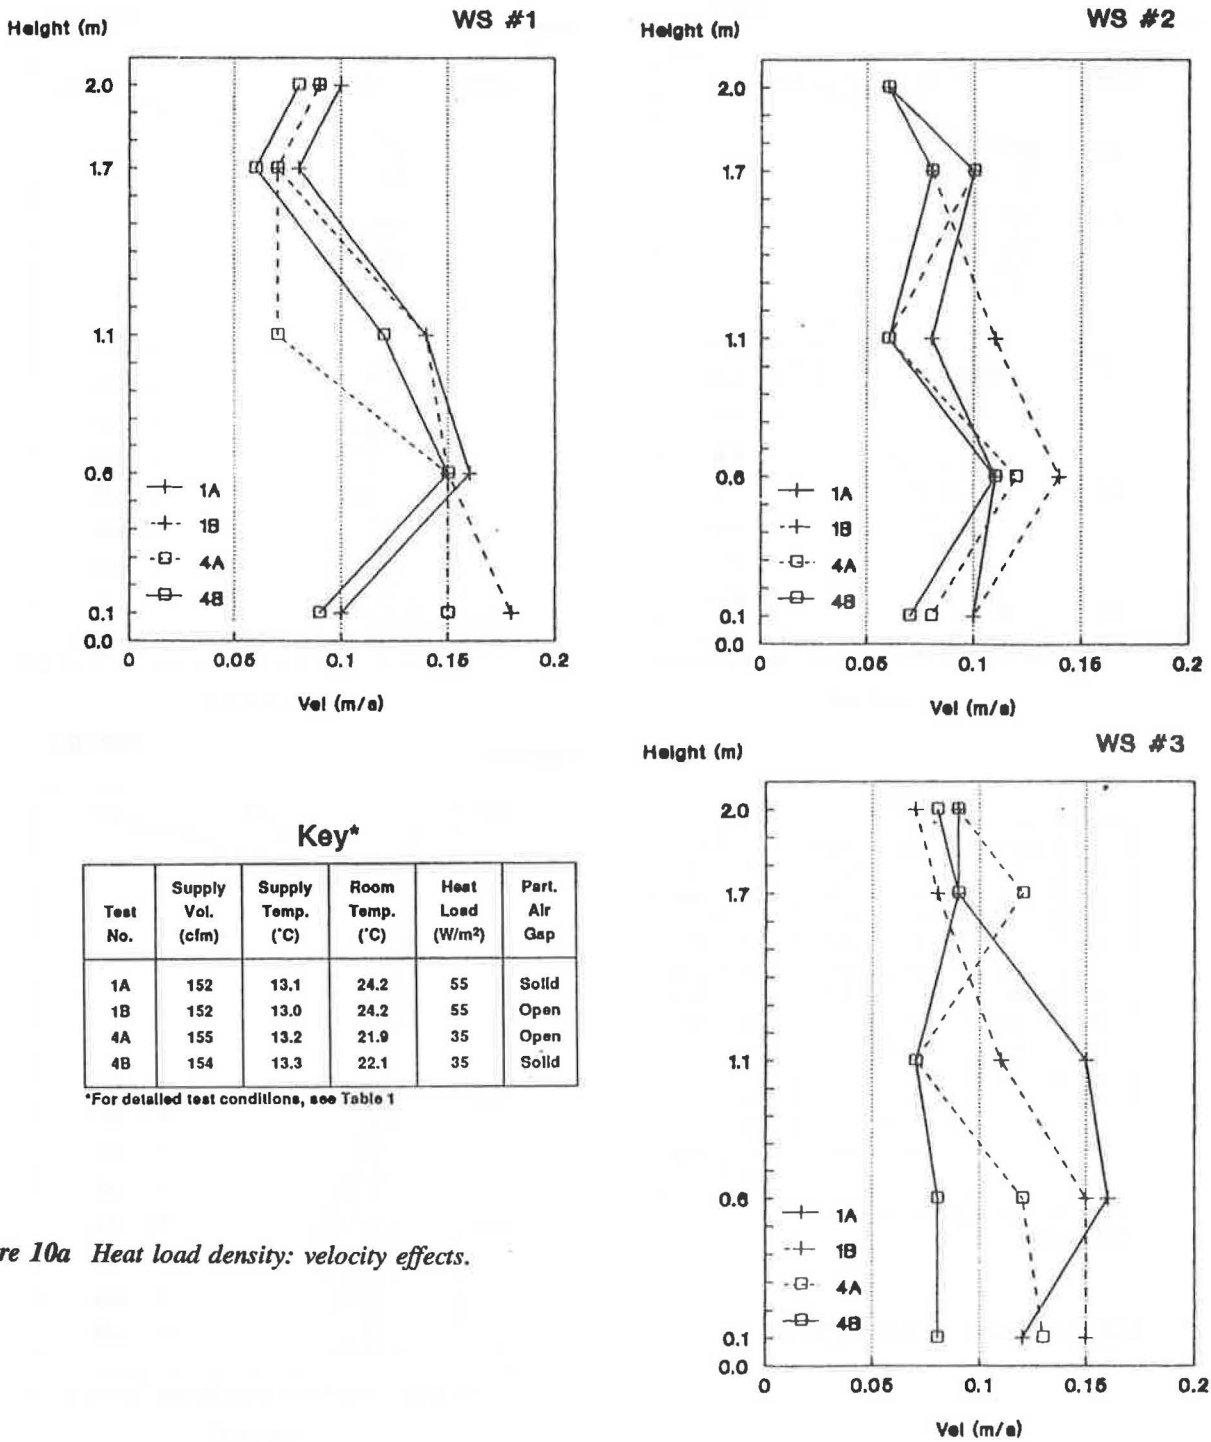 WS #1
Height (m)
2.0
1.7
1.1
0.6
0.1
0.0
1A
1B
4A
4B
0 0.05 0.1 0.15 0.2
Vel (m/s)
WS #2
Height (m)
2.0
1.7
1.1
0.6
0.1
0.0
1A
1B
4A
4B
0 0.05 0.1 0.15 0.2
Vel (m/s)
Key*
Test No. Supply Vol. (cfm) Supply Temp. (°C) Room Temp. (°C) Heat Load (W/m²) Part. Air Gap
1A 152 13.1 24.2 55 Solid
1B 152 13.0 24.2 55 Open
4A 155 13.2 21.9 35 Open
4B 154 13.3 22.1 35 Solid
*For detailed test conditions, see Table 1
WS #3
Height (m)
2.0
1.7
1.1
0.6
0.1
0.0
1A
1B
4A
4B
0 0.05 0.1 0.15 0.2
Vel (m/s)
re 10a Heat load density: velocity effects.